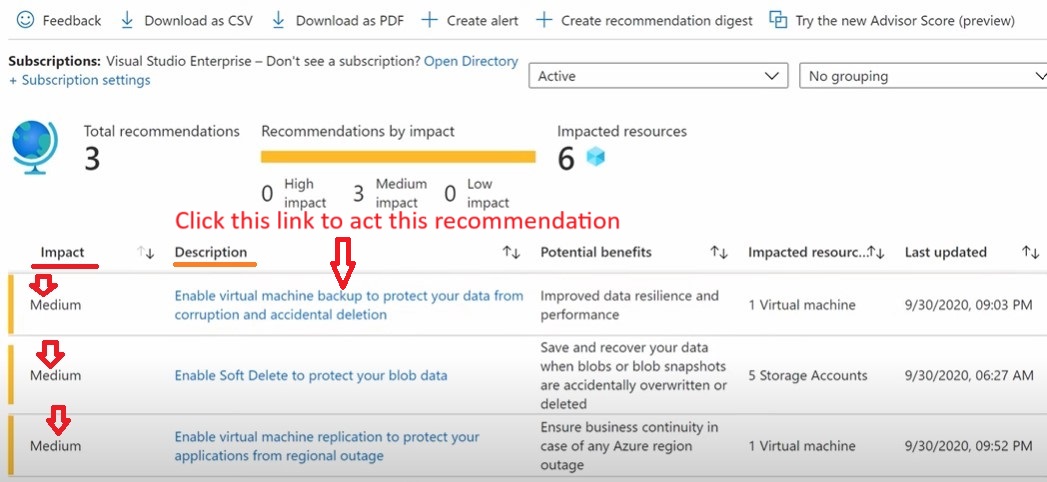 Feedback Download as CSV Download as PDF Create alert Create recommendation digest Try the new Advisor Score (preview)
Subscriptions: Visual Studio Enterprise – Don't see a subscription? Open Directory
+ Subscription settings
Active No grouping
Total recommendations
3
Recommendations by impact
0 High impact 3 Medium impact 0 Low impact
Impacted resources
6
Click this link to act this recommendation
Impact Description Potential benefits Impacted resourc... Last updated
Medium
Enable virtual machine backup to protect your data from
corruption and accidental deletion
Improved data resilience and
performance
1 Virtual machine
9/30/2020, 09:03 PM
Medium
Enable Soft Delete to protect your blob data
Save and recover your data
when blobs or blob snapshots
are accidentally overwritten or
deleted
5 Storage Accounts
9/30/2020, 06:27 AM
Medium
Enable virtual machine replication to protect your
applications from regional outage
Ensure business continuity in
case of any Azure region
outage
1 Virtual machine
9/30/2020, 09:52 PM